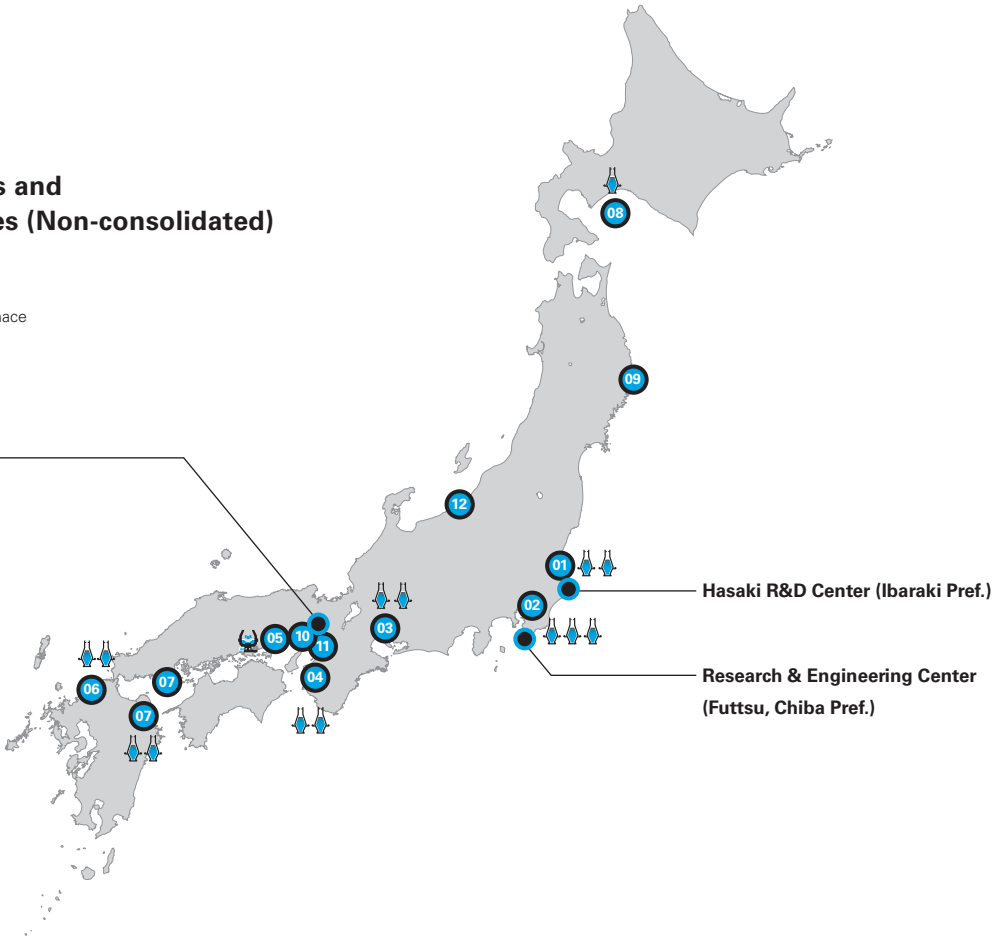 s and
es (Non-consolidated)
nace
08
09
12
01
Hasaki R&D Center (Ibaraki Pref.)
02
03
05
10
11
Research & Engineering Center
(Futtsu, Chiba Pref.)
04
06
07
07